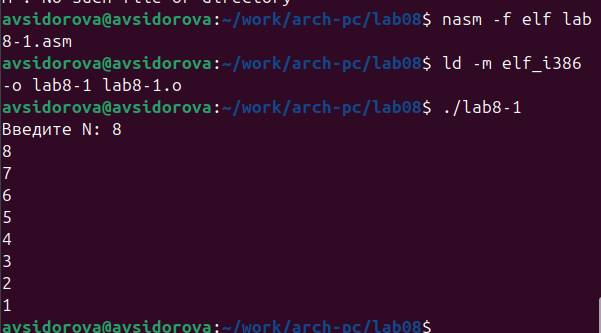 No such file or directory
avsidorova@avsidorova:~/work/arch-pc/lab08$ nasm -f elf lab
8-1.asm
avsidorova@avsidorova:~/work/arch-pc/lab08$ ld -m elf_i386
-o lab8-1 lab8-1.o
avsidorova@avsidorova:~/work/arch-pc/lab08$ ./lab8-1
Введите N: 8
8
7
6
5
4
3
2
1
avsidorova@avsidorova:~/work/arch-pc/lab08$